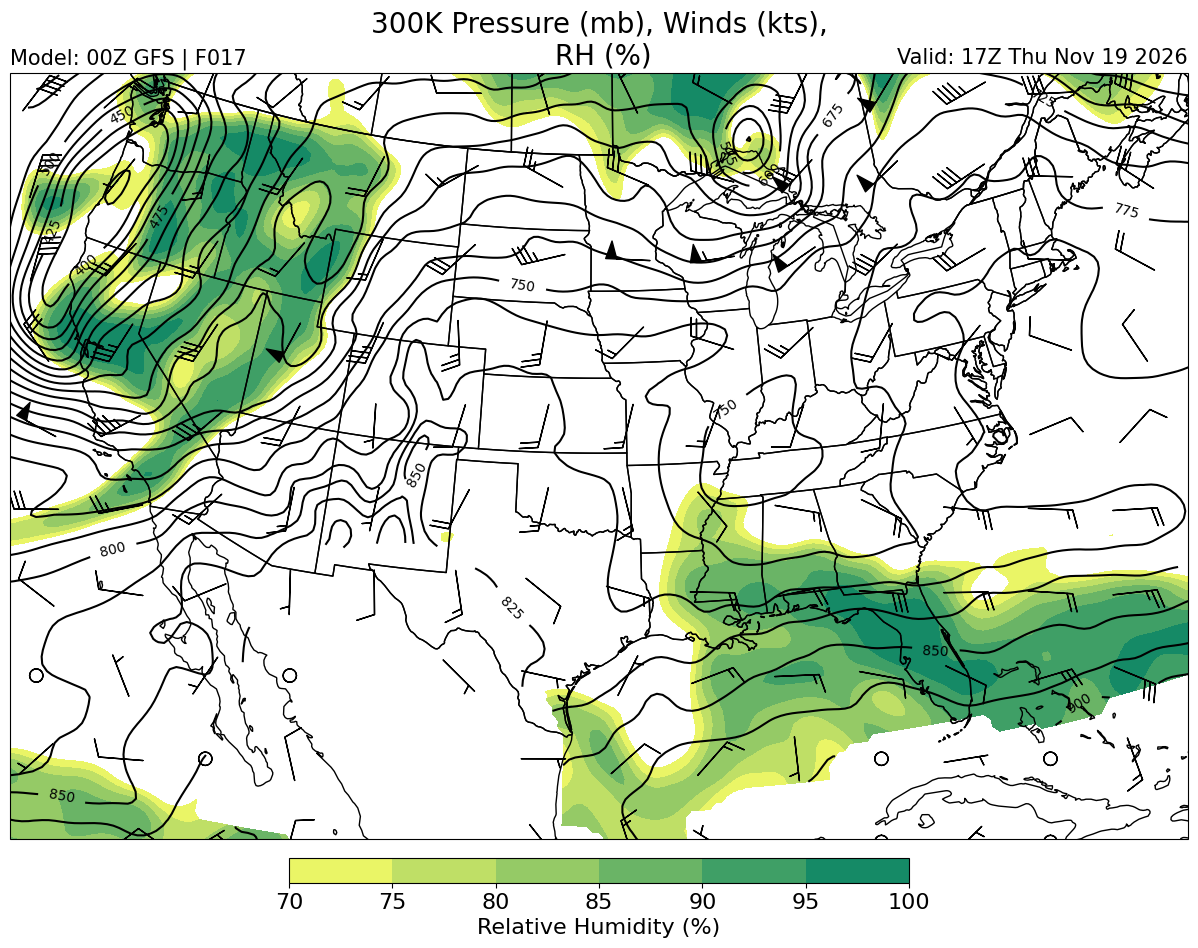 300K Pressure (mb), Winds (kts),
RH (%)
Model: 00Z GFS | F017
Valid: 17Z Thu Nov 19 2026
450
675
475
400
775
750
750
850
800
825
850
900
850
70 75 80 85 90 95 100
Relative Humidity (%)